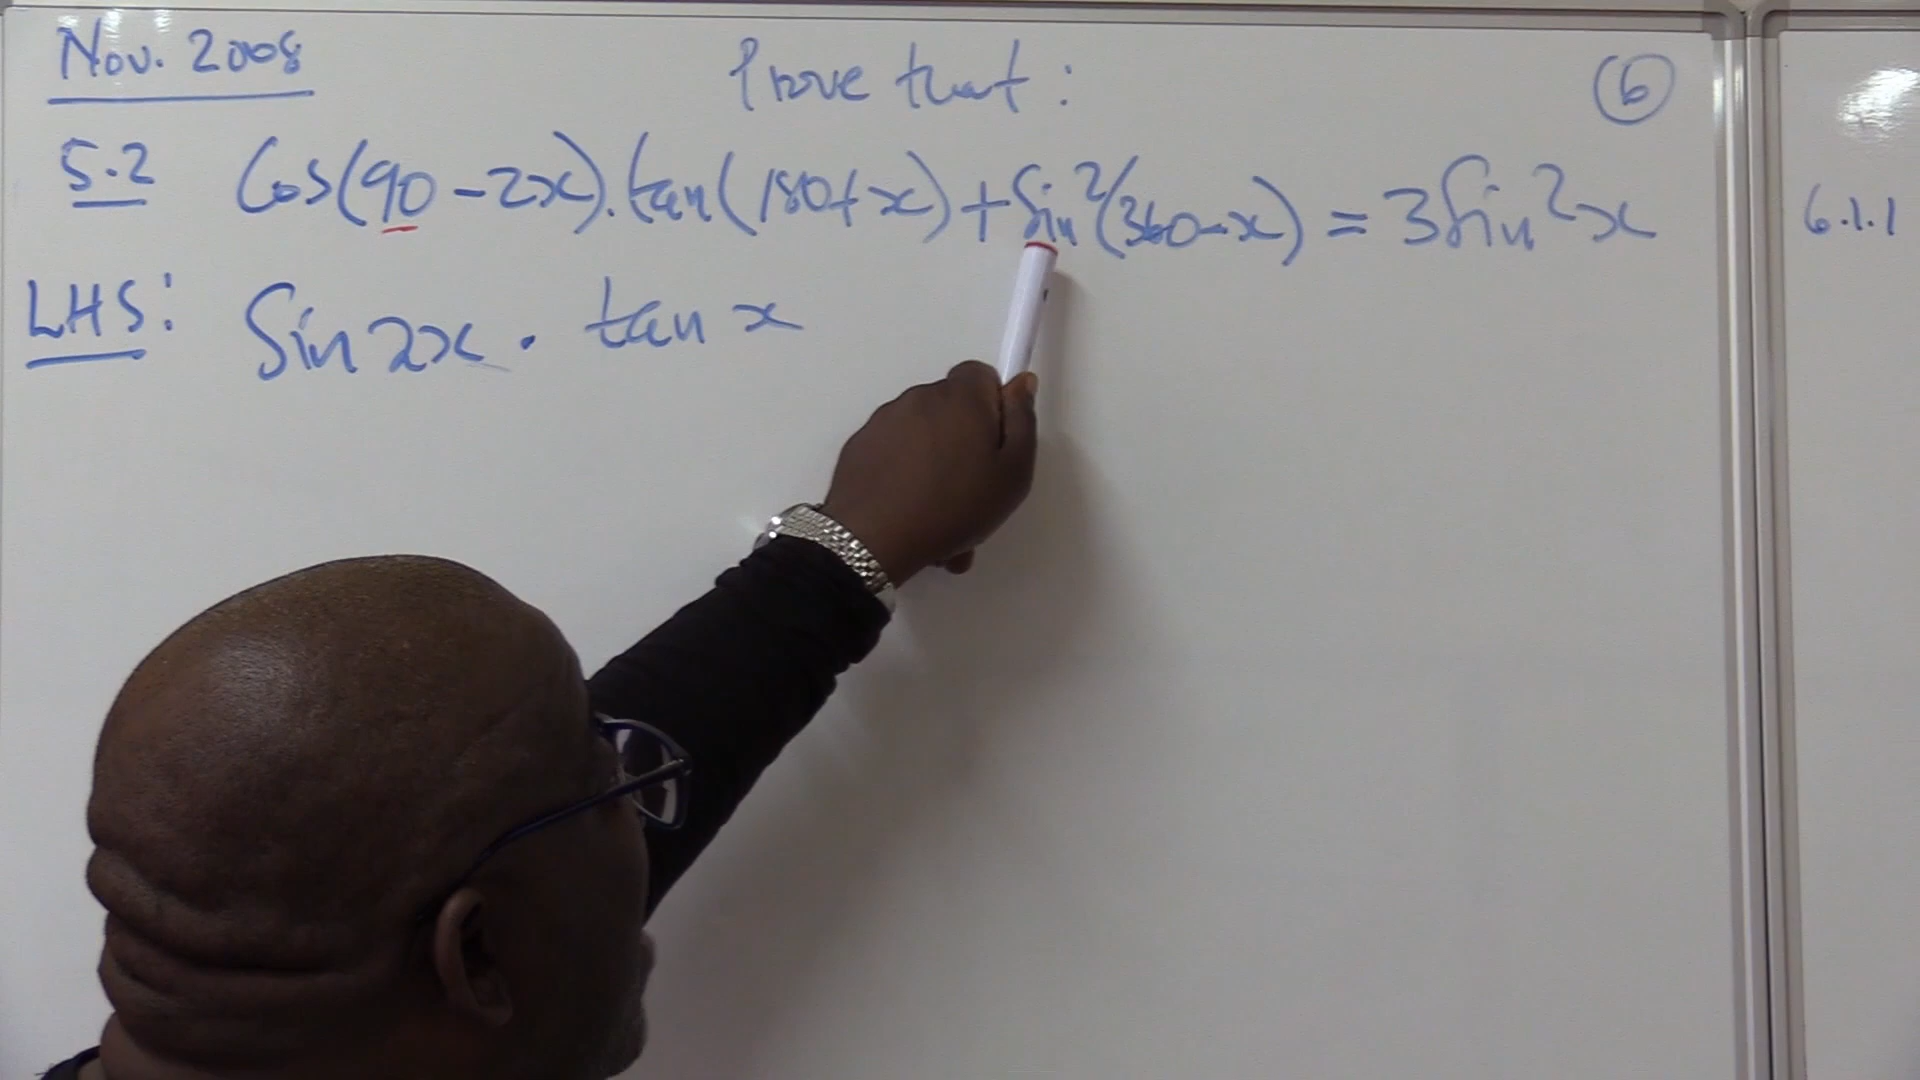 Nov. 2008
Prove that :
6
5.2 Cos(90 - 2x).tan(180+x) + Sin²(360-x) = 3Sin²x
6.1.1
LHS: Sin2x . tan x